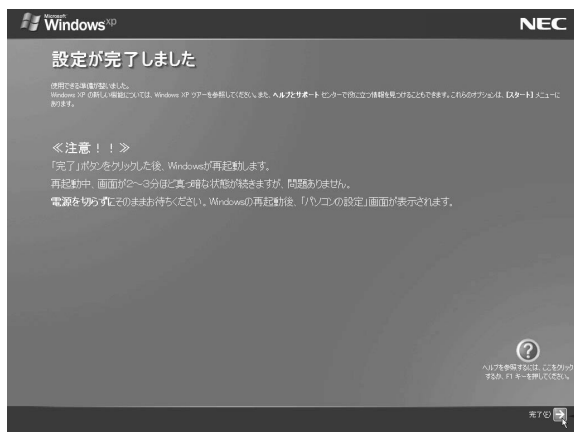 Microsoft
Windows xp
NEC
設定が完了しました
使用できる準備が整いました。
Windows XP の新しい機能については、Windows XP ツアーを参照してください。また、ヘルプとサポート センターで役に立つ情報を見つけることもできます。これらのオプションは、[スタート] メニューに
あります。
≪注意！！≫
「完了」ボタンをクリックした後、Windowsが再起動します。
再起動中、画面が2～3分ほど真っ暗な状態が続きますが、問題ありません。
電源を切らずにそのままお待ちください。Windowsの再起動後、「パソコンの設定」画面が表示されます。
ヘルプを参照するには、ここをクリック
するか、F1 キーを押してください。
完了(F)